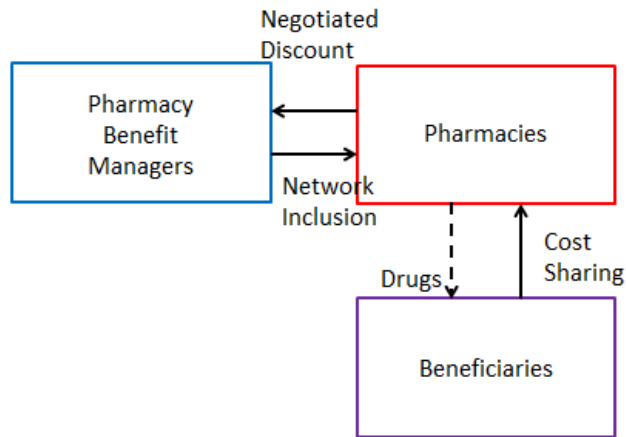 Negotiated
Discount
Pharmacy
Benefit
Managers
Pharmacies
Network
Inclusion
Cost
Sharing
Drugs
Beneficiaries